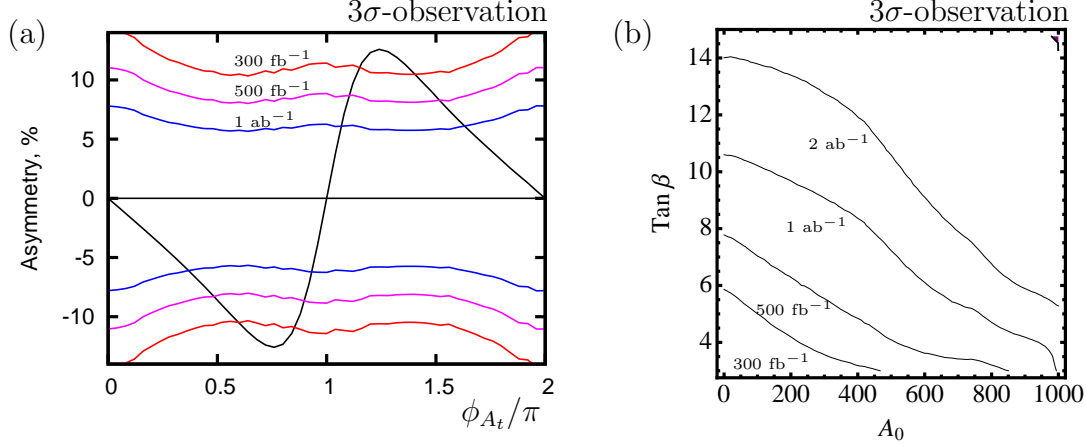 3σ-observation
(a)
300 fb⁻¹
500 fb⁻¹
1 ab⁻¹
10
5
0
-5
-10
Asymmetry, %
0
0.5
1
1.5
2
ϕ_{A_t}/π
3σ-observation
(b)
2 ab⁻¹
1 ab⁻¹
500 fb⁻¹
300 fb⁻¹
14
12
10
8
6
4
Tan β
0
200
400
600
800
1000
A₀